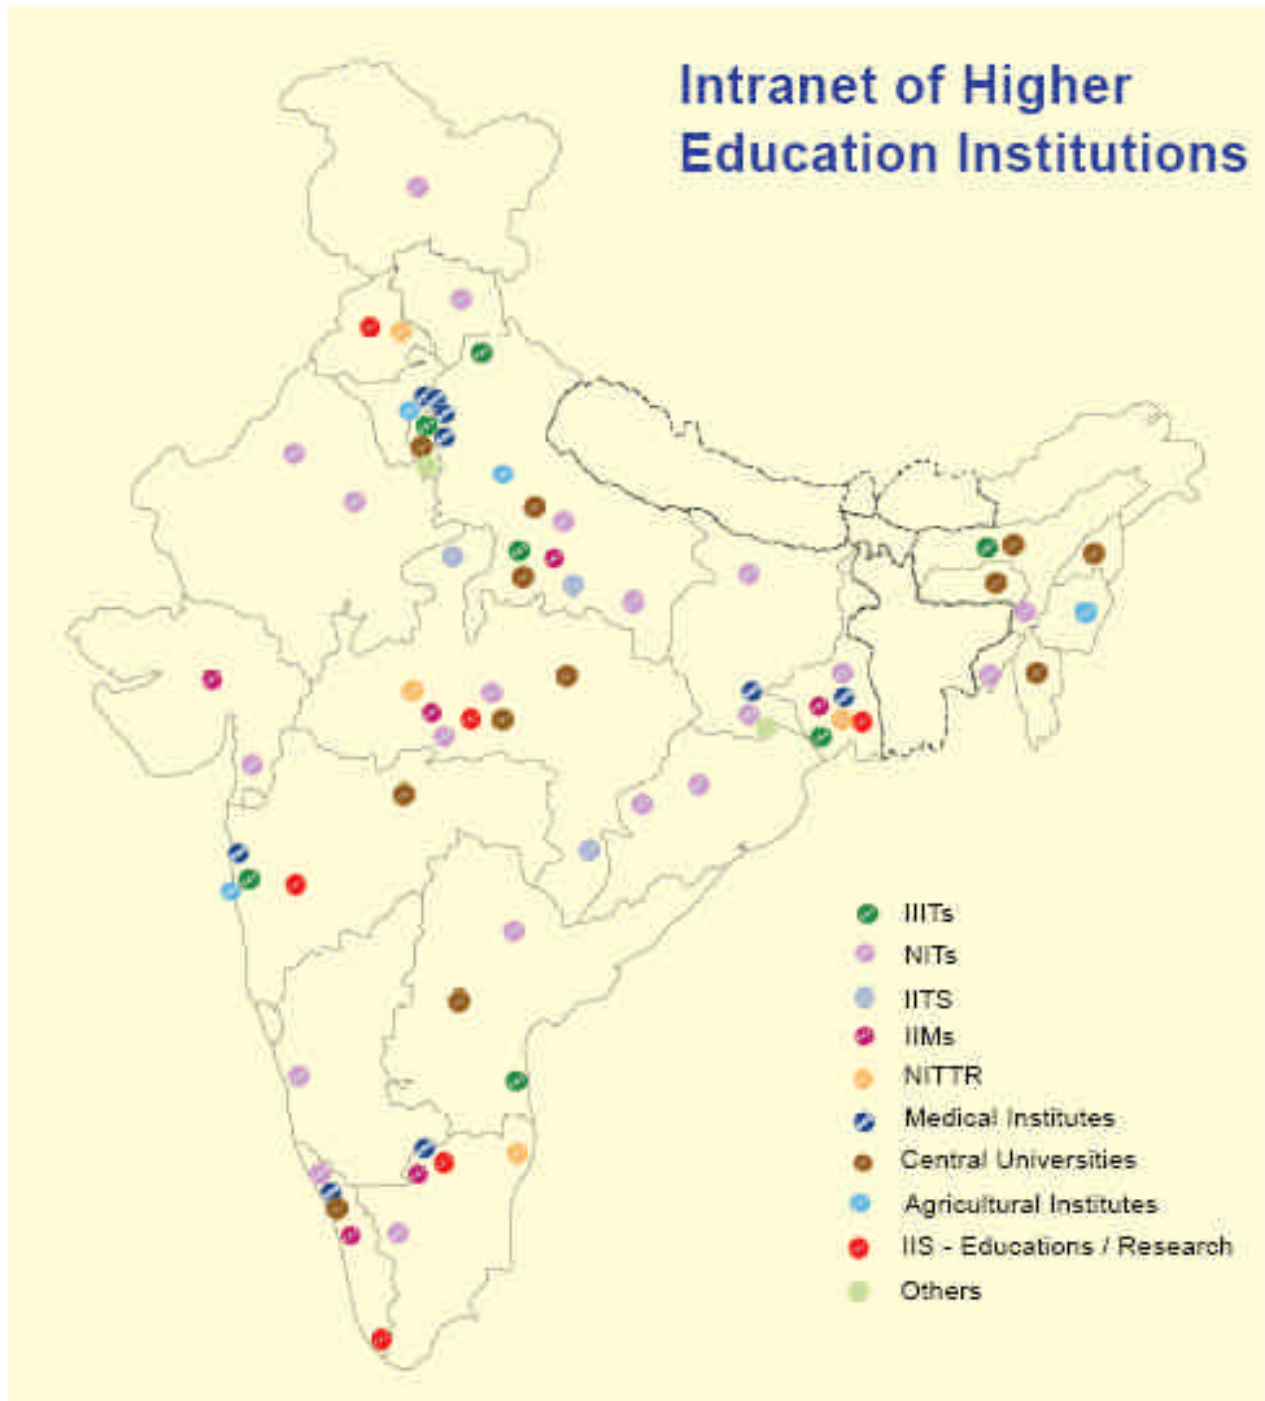 Intranet of Higher
Education Institutions
IIITs
NITs
IITS
IIMs
NITTR
Medical Institutes
Central Universities
Agricultural Institutes
IIS - Educations / Research
Others